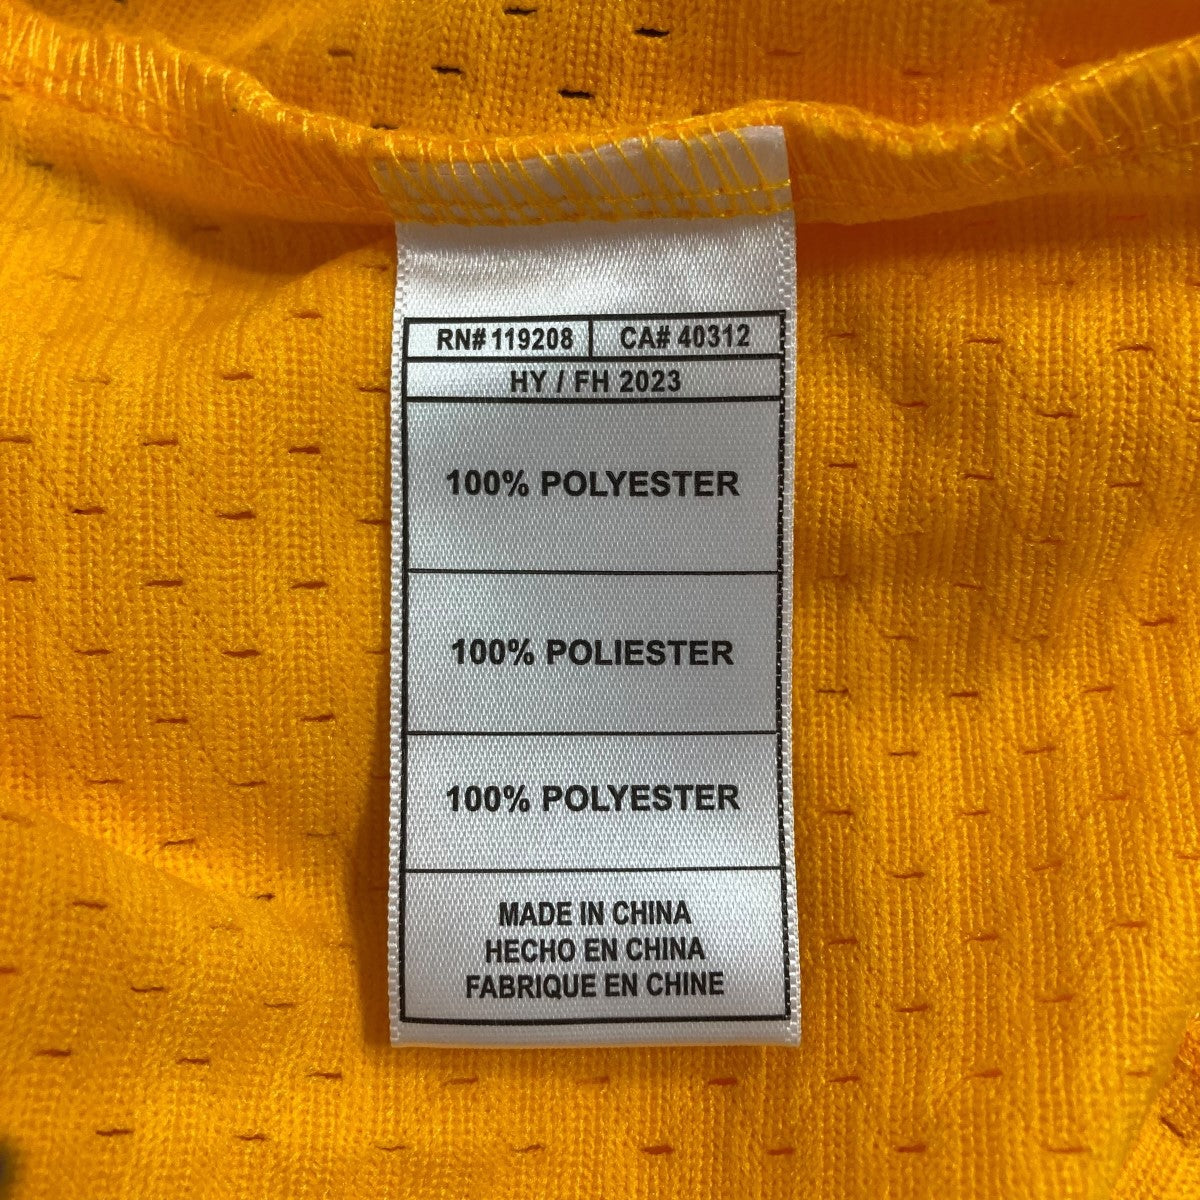 RN# 119208 CA# 40312
HY / FH 2023
100% POLYESTER
100% POLIESTER
100% POLYESTER
MADE IN CHINA
HECHO EN CHINA
FABRIQUE EN CHINE